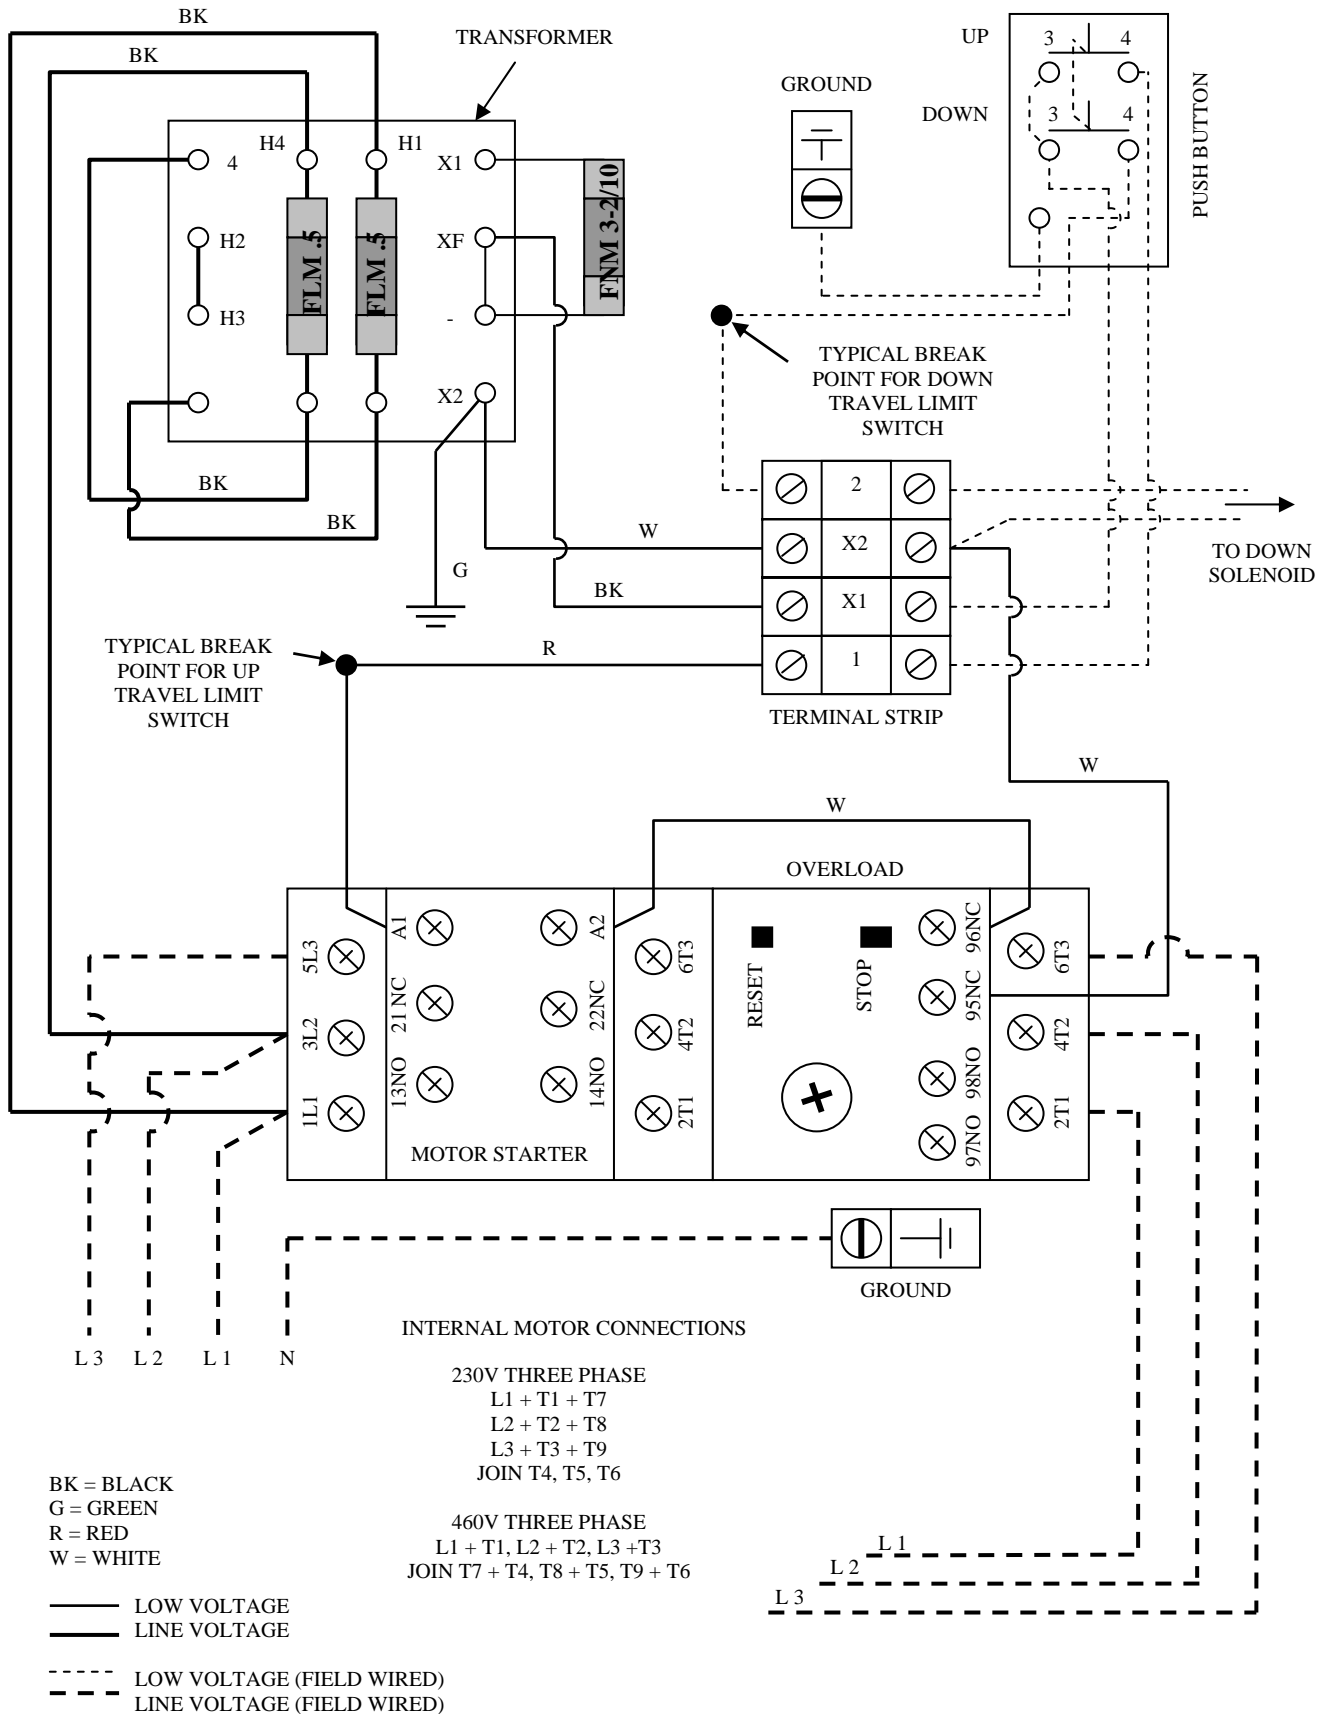 BK
TRANSFORMER
BK
UP
3
4
GROUND
DOWN
3
4
PUSH BUTTON
4
H4
H1
X1
FNM 3-2/10
H2
FLM .5
FLM .5
XF
H3
-
X2
TYPICAL BREAK
POINT FOR DOWN
TRAVEL LIMIT
SWITCH
BK
BK
2
W
X2
TO DOWN
SOLENOID
G
BK
X1
TYPICAL BREAK
POINT FOR UP
TRAVEL LIMIT
SWITCH
R
1
TERMINAL STRIP
W
W
OVERLOAD
5L3
A1
A2
6T3
RESET
STOP
96NC
6T3
3L2
21NC
22NC
4T2
95NC
4T2
1L1
13NO
14NO
2T1
98NO
2T1
97NO
MOTOR STARTER
GROUND
L 3
L 2
L 1
N
INTERNAL MOTOR CONNECTIONS
230V THREE PHASE
L1 + T1 + T7
L2 + T2 + T8
L3 + T3 + T9
JOIN T4, T5, T6
460V THREE PHASE
L1 + T1, L2 + T2, L3 +T3
JOIN T7 + T4, T8 + T5, T9 + T6
L 1
L 2
L 3
BK = BLACK
G = GREEN
R = RED
W = WHITE
LOW VOLTAGE
LINE VOLTAGE
LOW VOLTAGE (FIELD WIRED)
LINE VOLTAGE (FIELD WIRED)